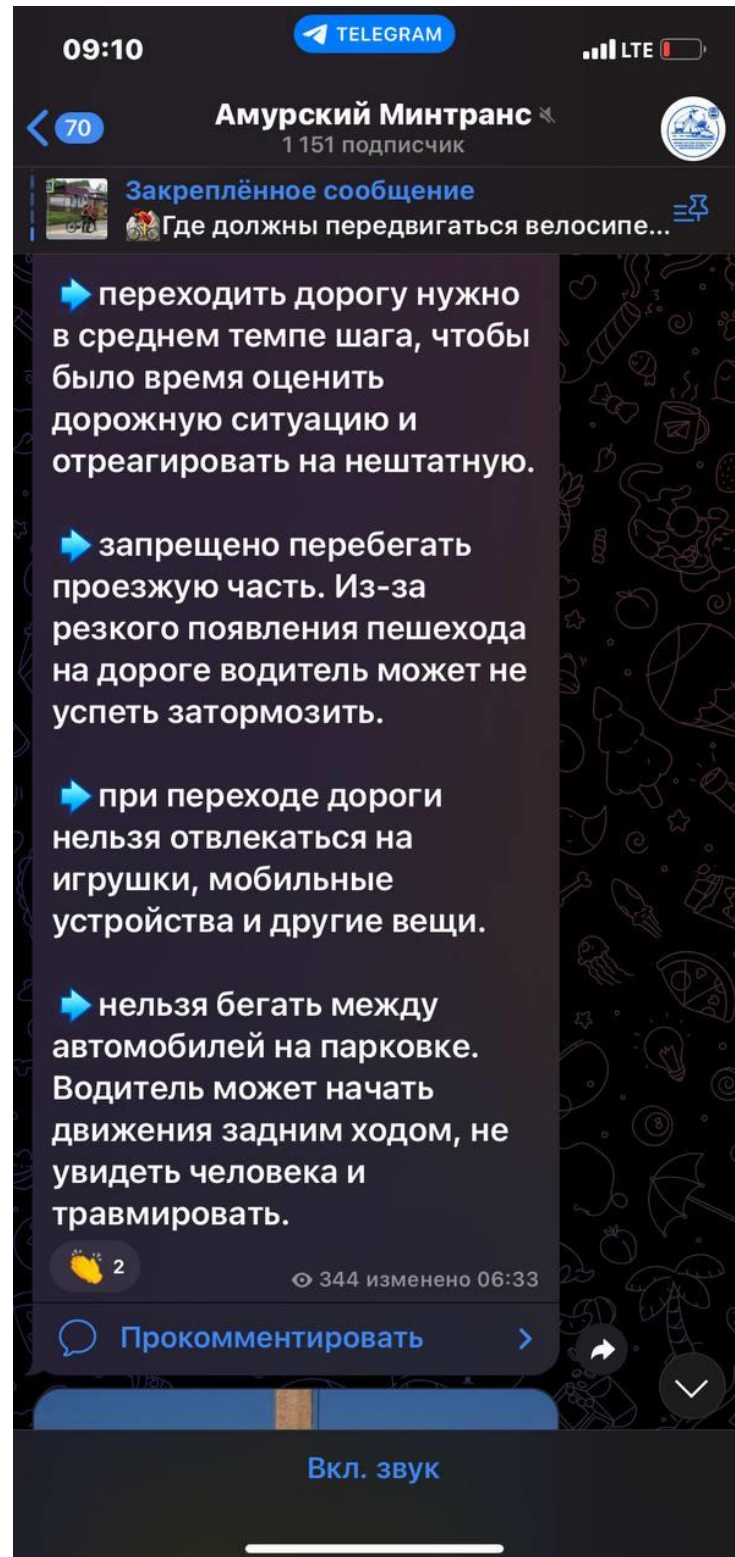 TELEGRAM
09:10
LTE
70
Амурский Минтранс
1 151 подписчик
Закреплённое сообщение
Где должны передвигаться велосипе...
переходить дорогу нужно
в среднем темпе шага, чтобы
было время оценить
дорожную ситуацию и
отреагировать на нештатную.
запрещено перебегать
проезжую часть. Из-за
резкого появления пешехода
на дороге водитель может не
успеть затормозить.
при переходе дороги
нельзя отвлекаться на
игрушки, мобильные
устройства и другие вещи.
нельзя бегать между
автомобилей на парковке.
Водитель может начать
движения задним ходом, не
увидеть человека и
травмировать.
2
344 изменено 06:33
Прокомментировать
Вкл. звук